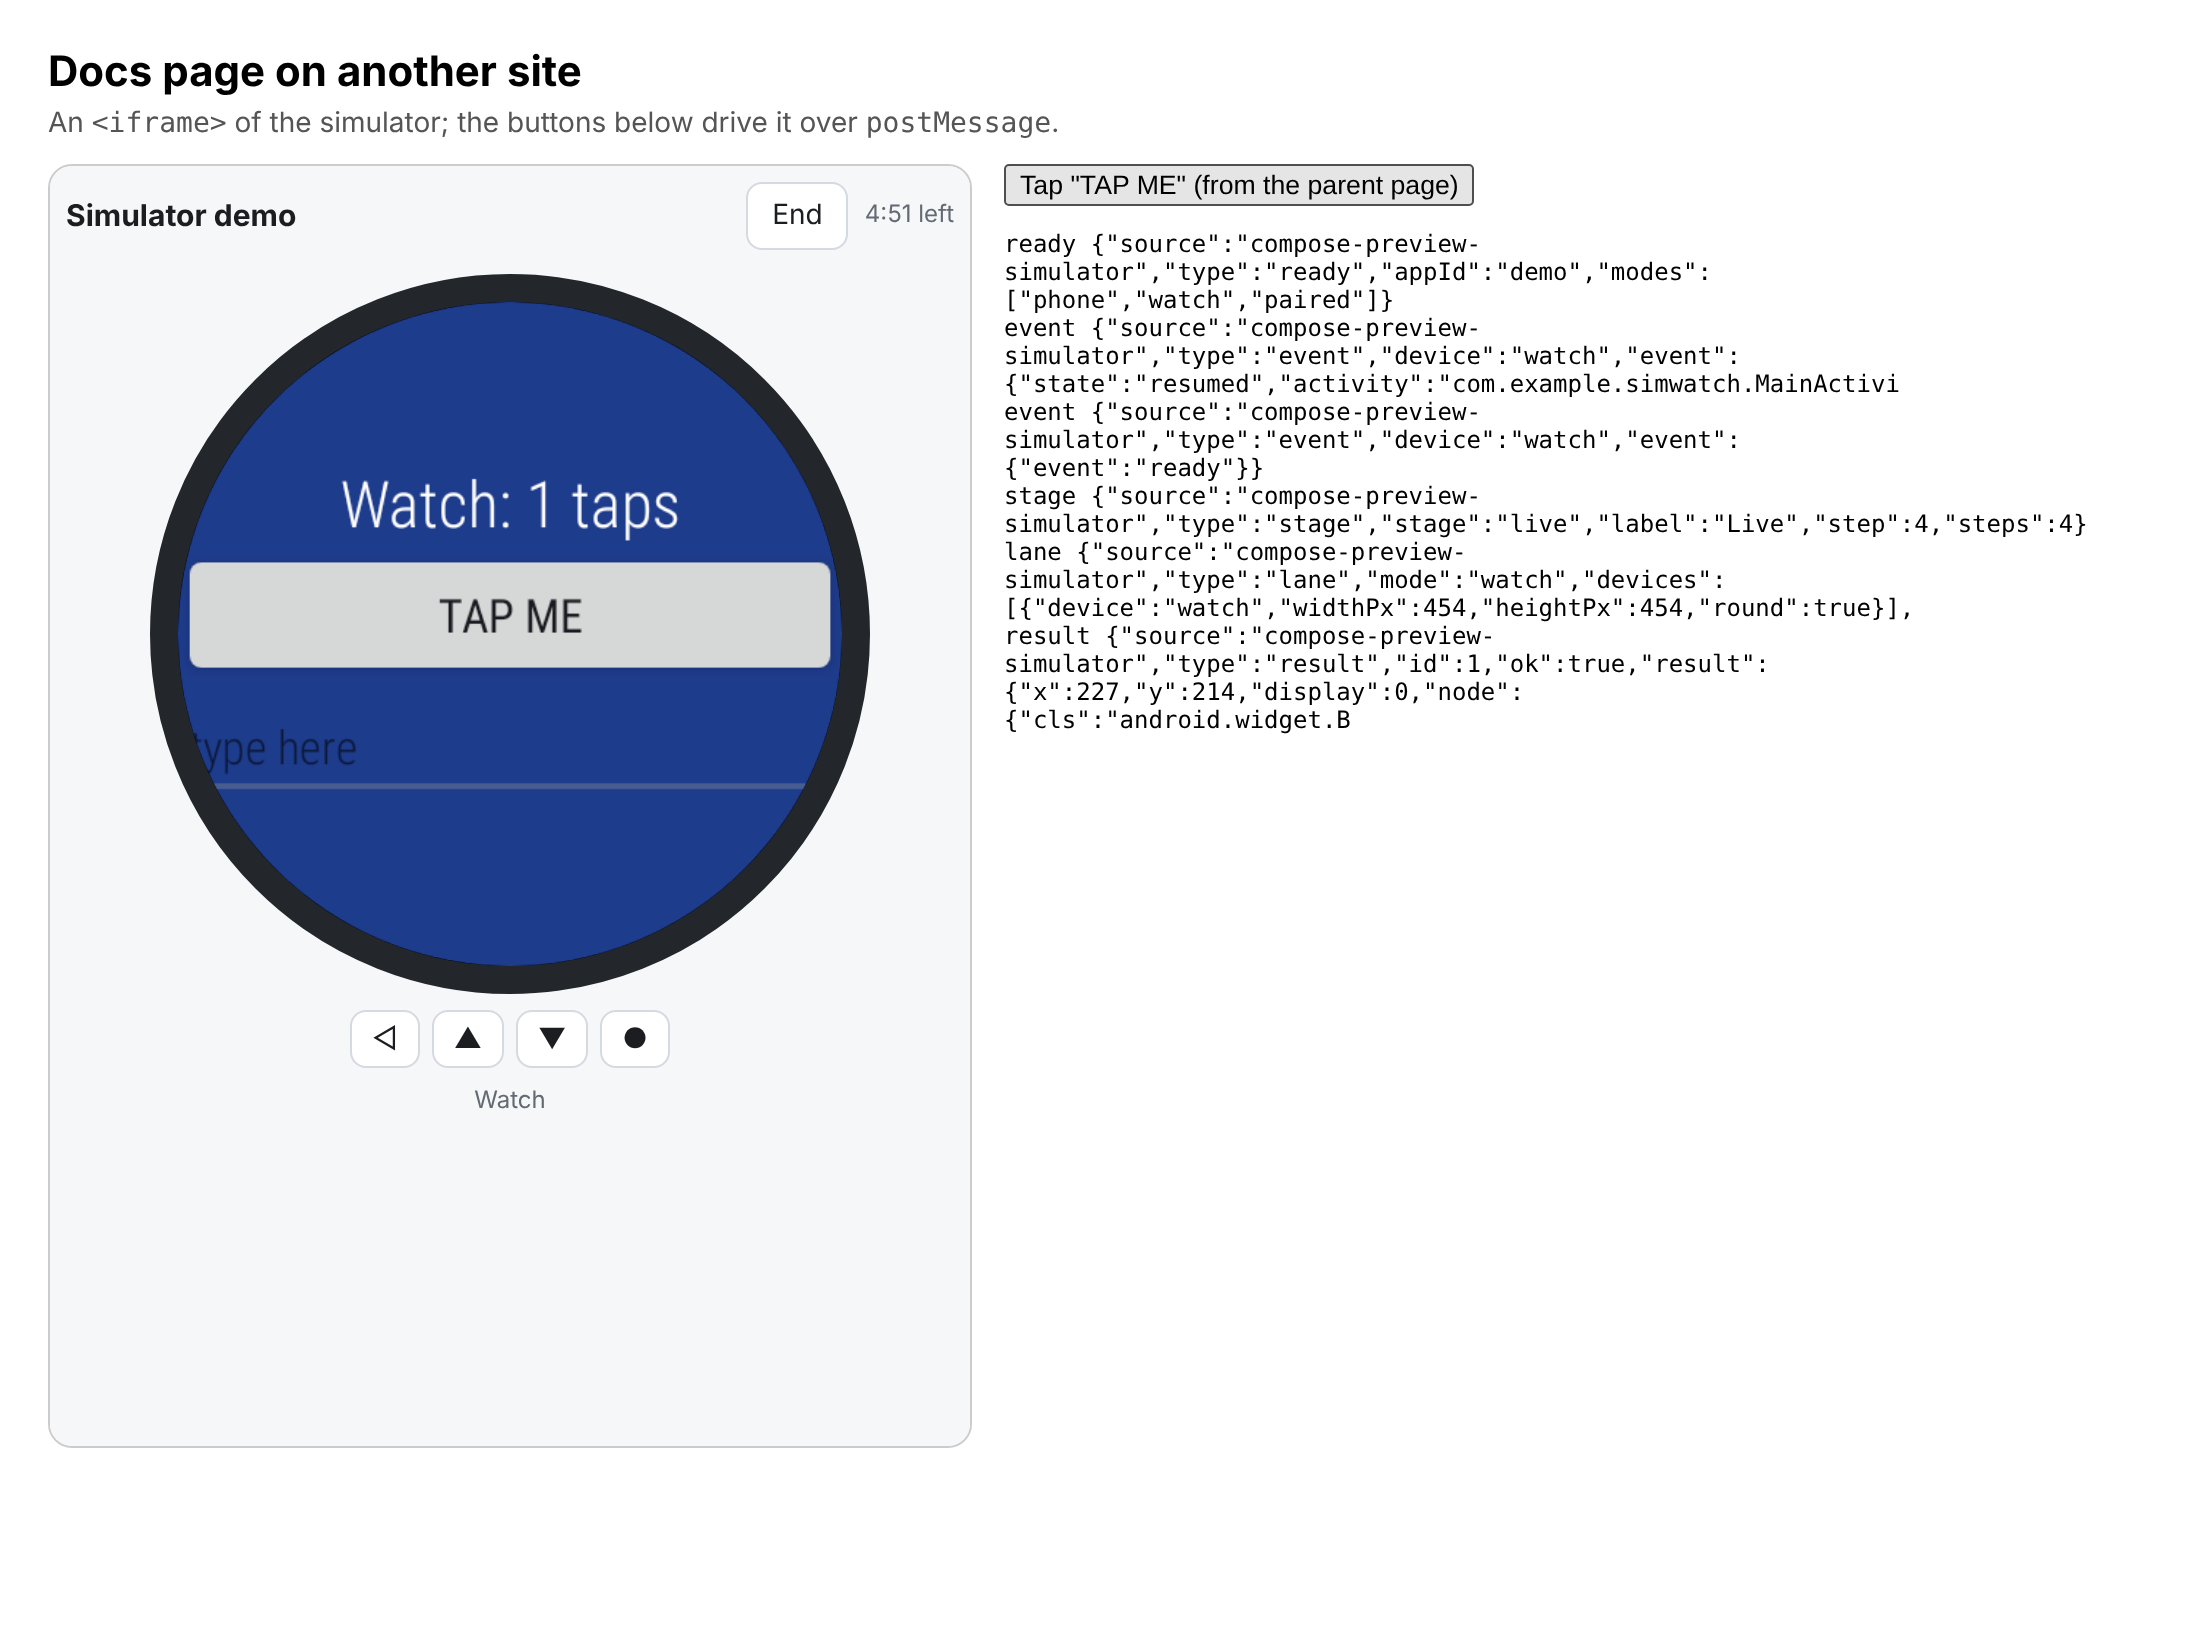 Docs page on another site
An <iframe> of the simulator; the buttons below drive it over postMessage.
Simulator demo
End
4:51 left
Watch: 1 taps
TAP ME
type here
Watch
Tap "TAP ME" (from the parent page)
ready {"source":"compose-preview-
simulator","type":"ready","appId":"demo","modes":
["phone","watch","paired"]}
event {"source":"compose-preview-
simulator","type":"event","device":"watch","event":
{"state":"resumed","activity":"com.example.simwatch.MainActivi
event {"source":"compose-preview-
simulator","type":"event","device":"watch","event":
{"event":"ready"}}
stage {"source":"compose-preview-
simulator","type":"stage","stage":"live","label":"Live","step":4,"steps":4}
lane {"source":"compose-preview-
simulator","type":"lane","mode":"watch","devices":
[{"device":"watch","widthPx":454,"heightPx":454,"round":true}],
result {"source":"compose-preview-
simulator","type":"result","id":1,"ok":true,"result":
{"x":227,"y":214,"display":0,"node":
{"cls":"android.widget.B